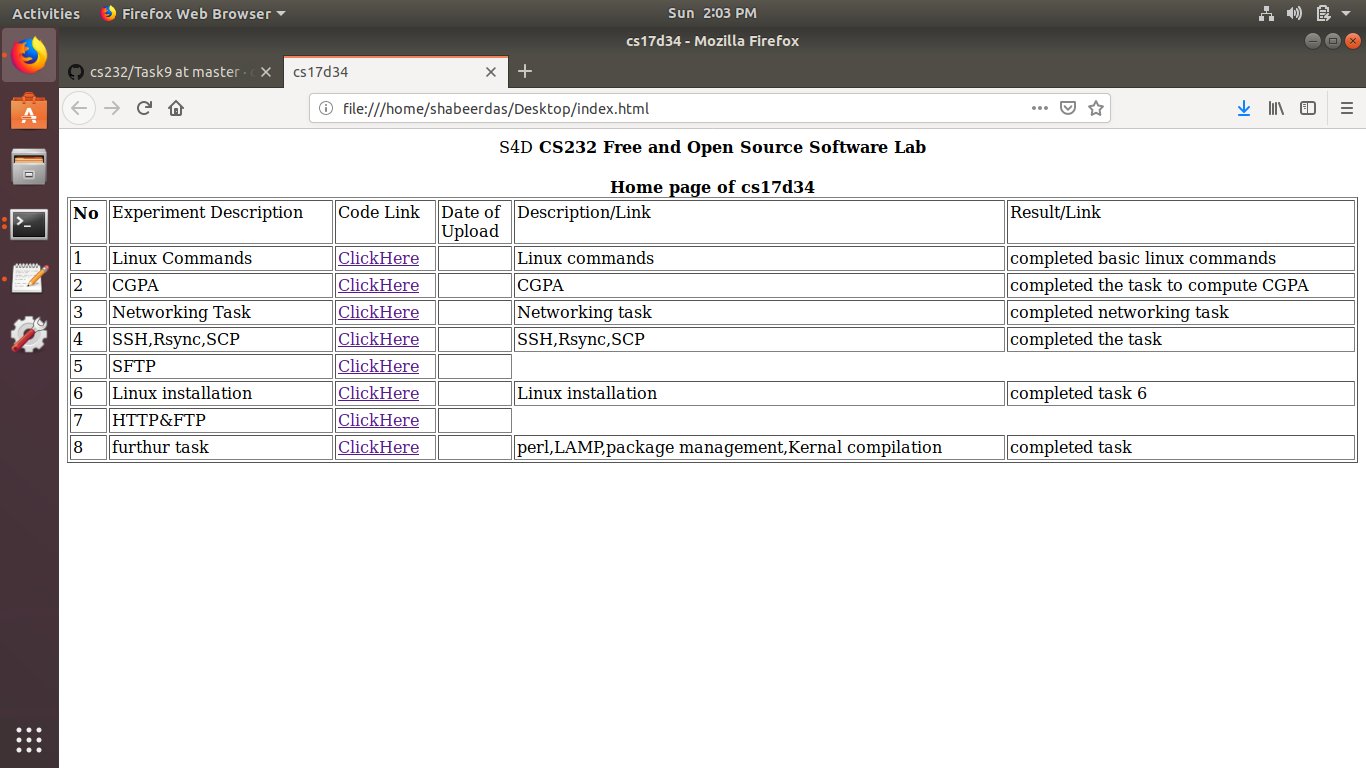 Activities Firefox Web Browser Sun 2:03 PM
cs17d34 - Mozilla Firefox
cs232/Task9 at master · cs17d34
file:///home/shabeerdas/Desktop/index.html
S4D CS232 Free and Open Source Software Lab
Home page of cs17d34
No Experiment Description Code Link Date of Upload Description/Link Result/Link
1 Linux Commands ClickHere Linux commands completed basic linux commands
2 CGPA ClickHere CGPA completed the task to compute CGPA
3 Networking Task ClickHere Networking task completed networking task
4 SSH,Rsync,SCP ClickHere SSH,Rsync,SCP completed the task
5 SFTP ClickHere
6 Linux installation ClickHere Linux installation completed task 6
7 HTTP&FTP ClickHere
8 furthur task ClickHere perl,LAMP,package management,Kernal compilation completed task